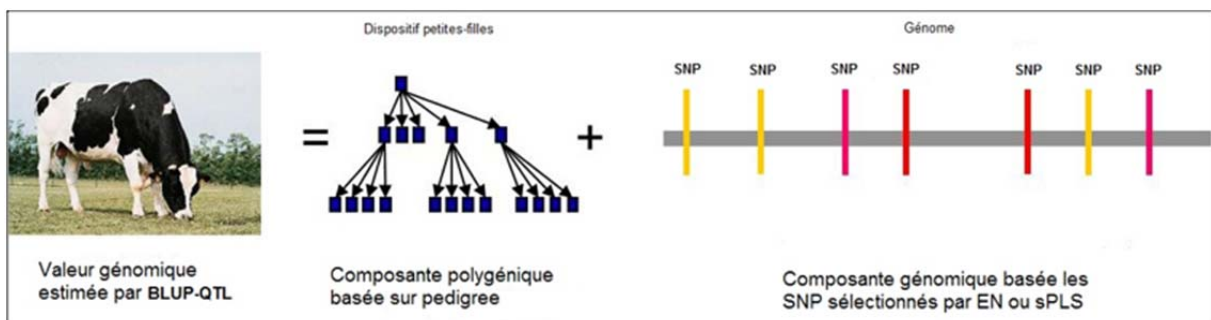 Dispositif petites-filles
Génome
SNP SNP SNP SNP SNP SNP SNP
= +
Valeur génomique
estimée par BLUP-QTL
Composante polygénique
basée sur pedigree
Composante génomique basée les
SNP sélectionnés par EN ou sPLS